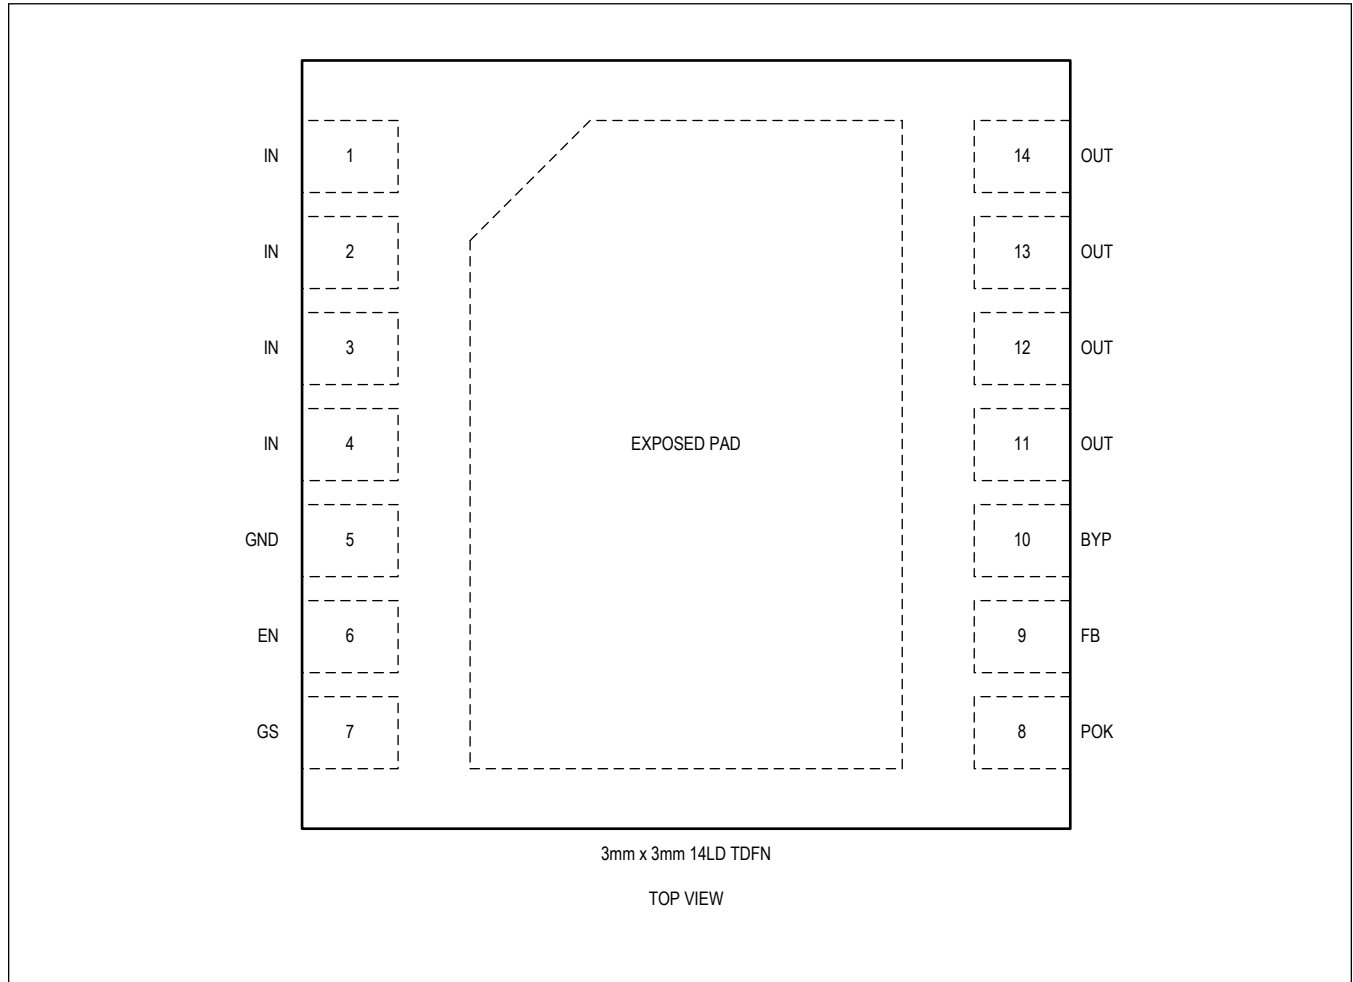 IN 1 14 OUT
IN 2 13 OUT
IN 3 12 OUT
IN 4 EXPOSED PAD 11 OUT
GND 5 10 BYP
EN 6 9 FB
GS 7 8 POK
3mm x 3mm 14LD TDFN
TOP VIEW